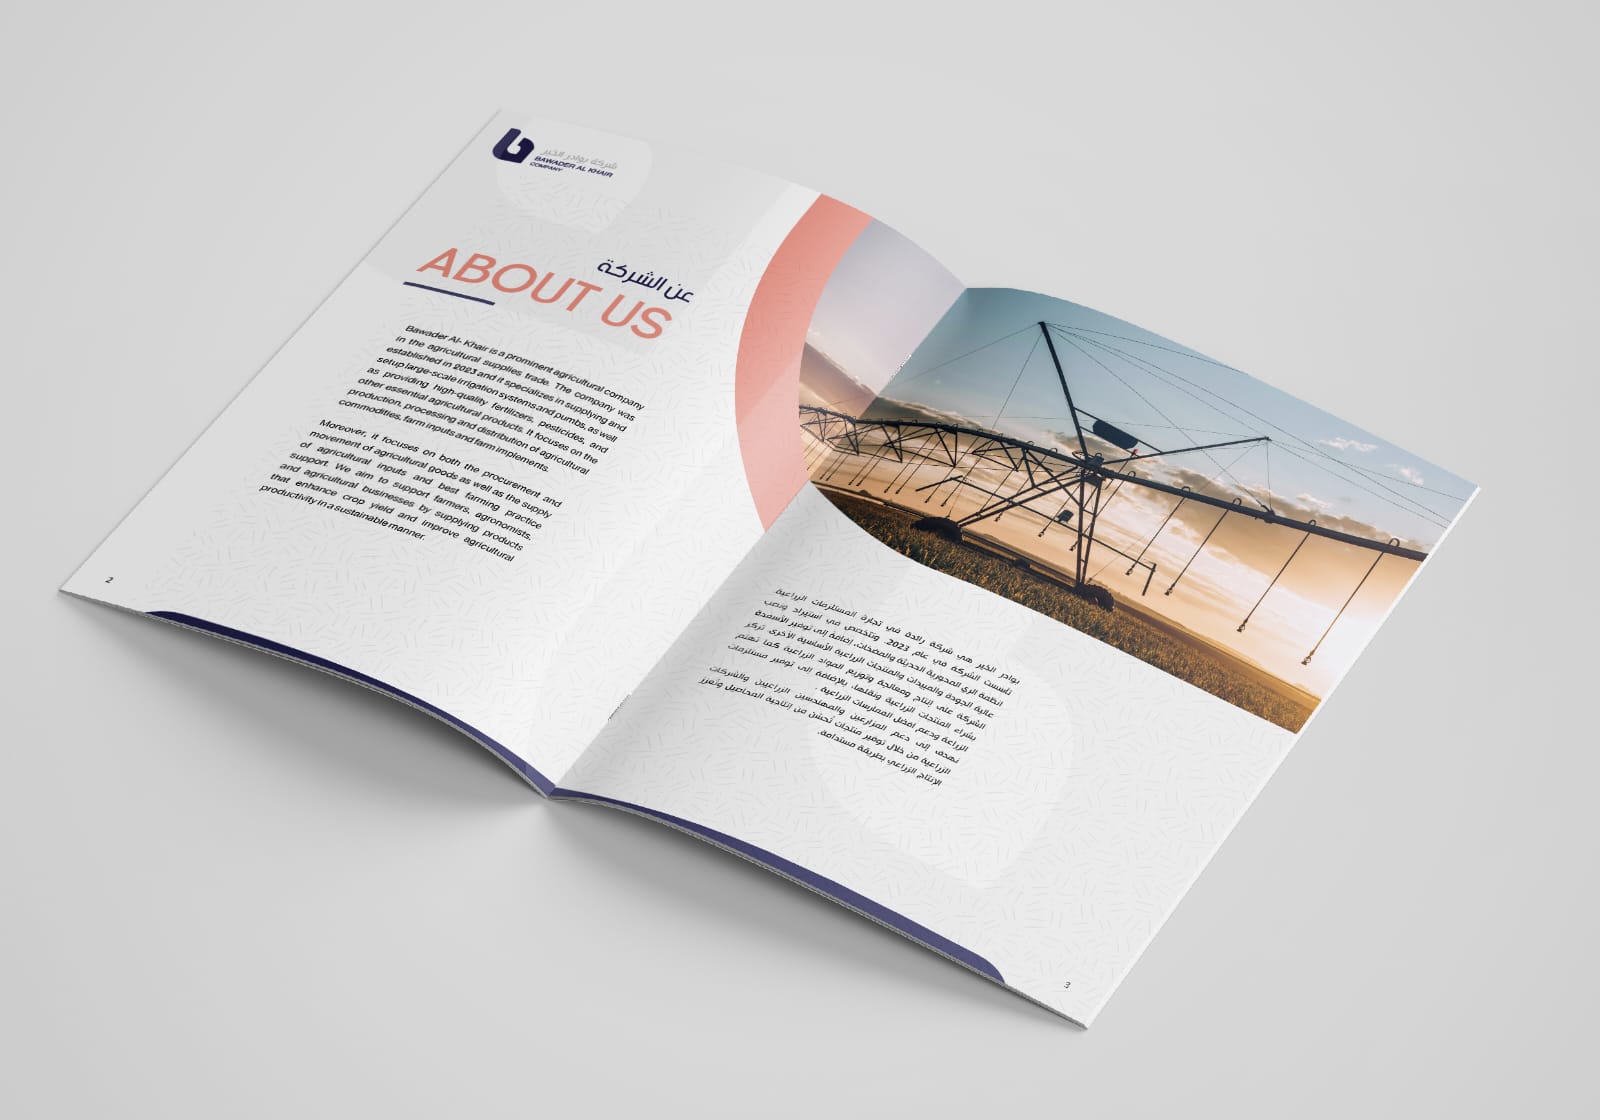 شركة بوادر الخير
BAWADER AL KHAIR
COMPANY
عن الشركة
ABOUT US
Bawader Al- Khair is a prominent agricultural company
in the agricultural supplies trade. The company was
established in 2023 and it specializes in supplying and
setup large-scale irrigation systems and pumbs, as well
as providing high-quality fertilizers, pesticides, and
other essential agricultural products. It focuses on the
production, processing and distribution of agricultural
commodities, farm inputs and farm implements.
Moreover, it focuses on both the procurement and
movement of agricultural goods as well as the supply
of agricultural inputs and best farming practice
support. We aim to support farmers, agronomists,
and agricultural businesses by supplying products
that enhance crop yield and improve agricultural
productivity in a sustainable manner.
2
بوادر الخير هي شركة رائدة في تجارة المستلزمات الزراعية
تأسست الشركة في عام 2023. وتتخصص في استيراد ونصب
انظمة الري المحورية الحديثة والمضخات، إضافة إلى توفير الأسمدة
عالية الجودة والمبيدات والمنتجات الزراعية الأساسية الأخرى. تركز
الشركة على إنتاج ومعالجة وتوزيع المواد الزراعية كما تهتم
بشراء المنتجات الزراعية ونقلها، بالإضافة إلى توفير مستلزمات
الزراعة ودعم افضل الممارسات الزراعية .
نهدف إلى دعم المزارعين والمهندسين الزراعيين والشركات
الزراعية من خلال توفير منتجات تُحسّن من إنتاجية المحاصيل وتُعزز
الإنتاج الزراعي بطريقة مستدامة.
3